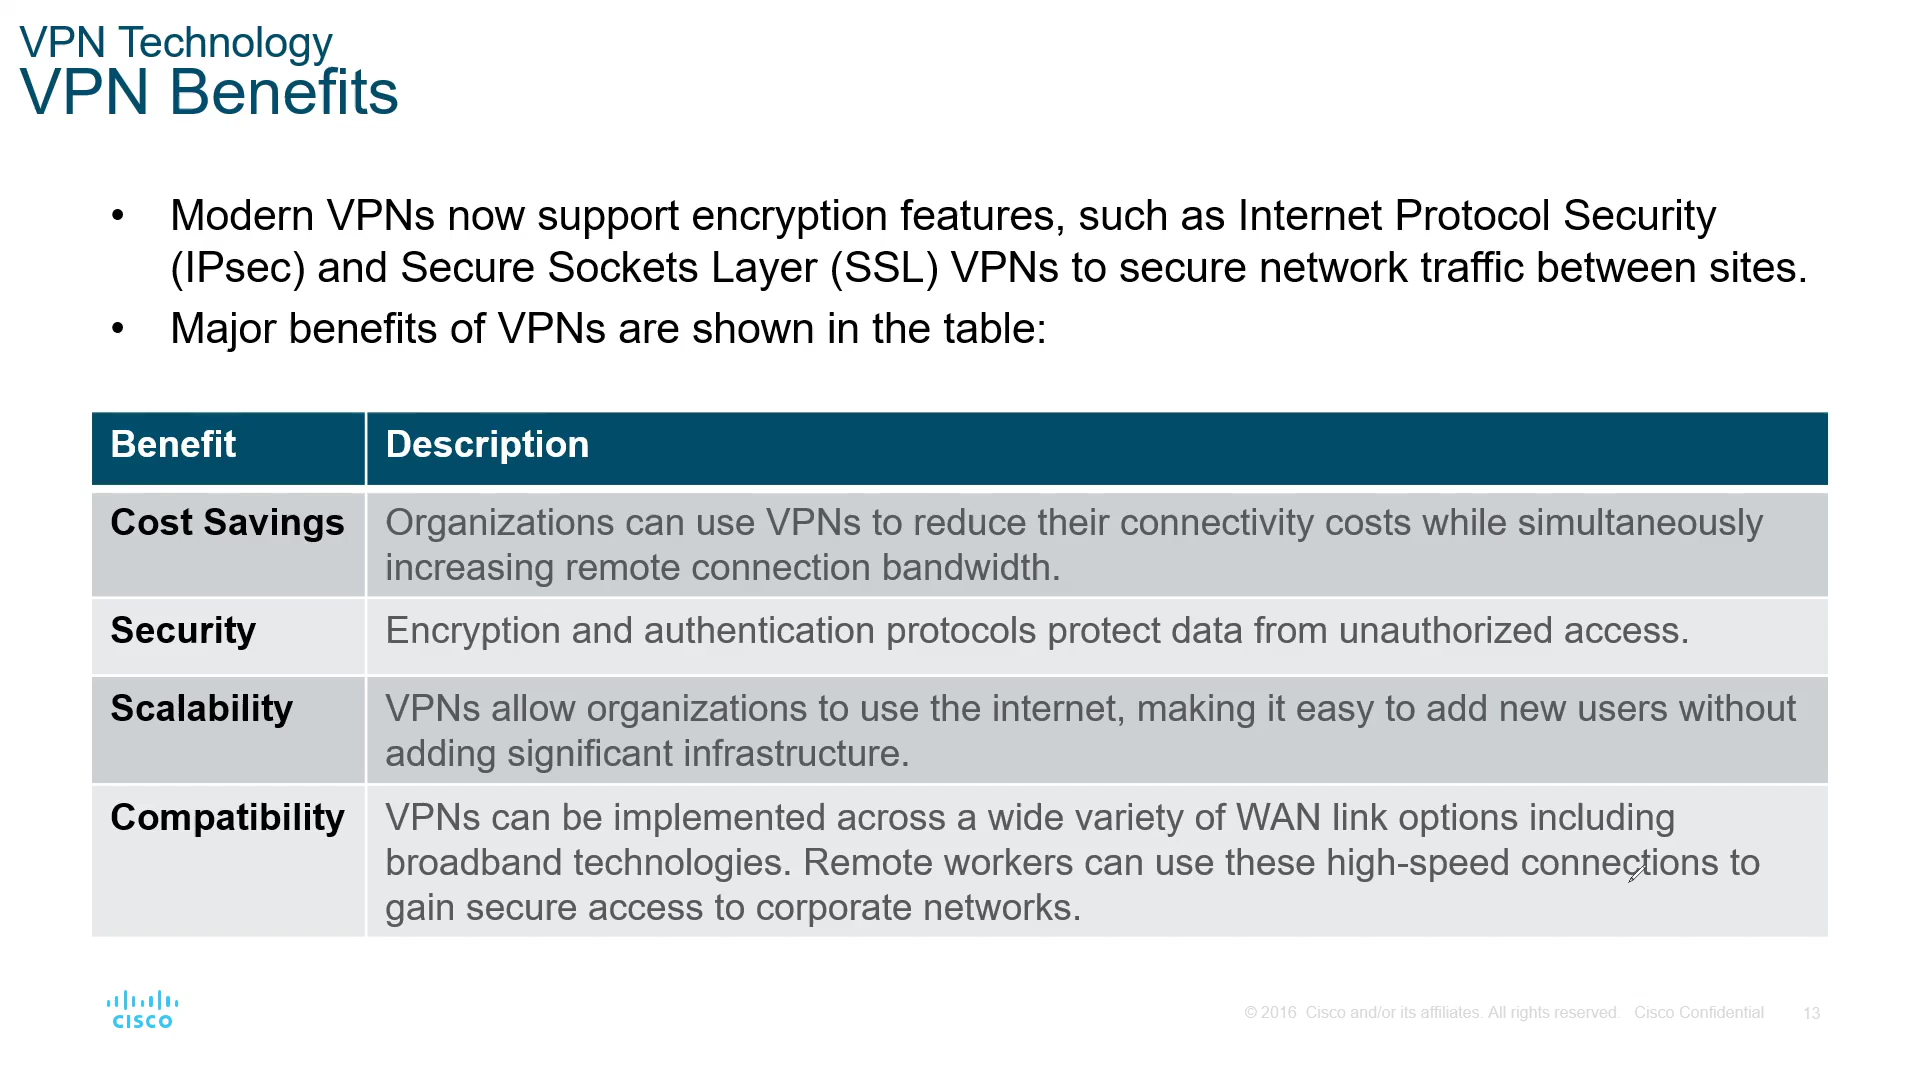 VPN Technology
VPN Benefits
• Modern VPNs now support encryption features, such as Internet Protocol Security
(IPsec) and Secure Sockets Layer (SSL) VPNs to secure network traffic between sites.
• Major benefits of VPNs are shown in the table:
Benefit Description
Cost Savings Organizations can use VPNs to reduce their connectivity costs while simultaneously
increasing remote connection bandwidth.
Security Encryption and authentication protocols protect data from unauthorized access.
Scalability VPNs allow organizations to use the internet, making it easy to add new users without
adding significant infrastructure.
Compatibility VPNs can be implemented across a wide variety of WAN link options including
broadband technologies. Remote workers can use these high-speed connections to
gain secure access to corporate networks.
CISCO
© 2016 Cisco and/or its affiliates. All rights reserved. Cisco Confidential 13